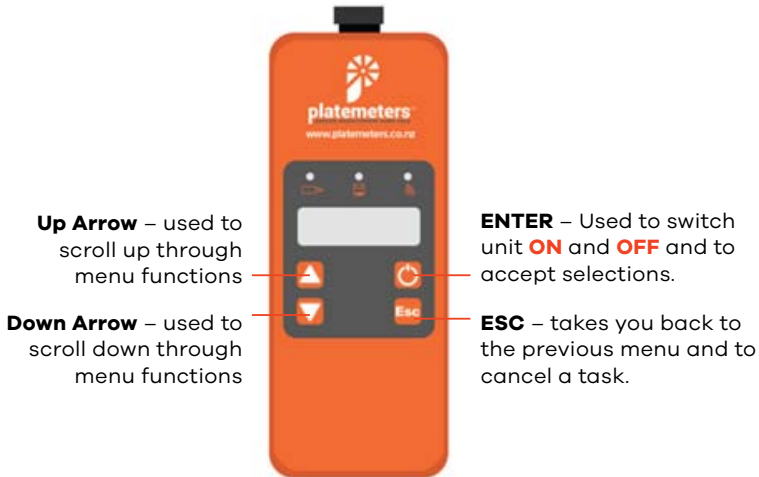 platemeters
www.platemeters.co.nz
Up Arrow – used to
scroll up through
menu functions
Down Arrow – used to
scroll down through
menu functions
Esc
ENTER – Used to switch
unit ON and OFF and to
accept selections.
ESC – takes you back to
the previous menu and to
cancel a task.